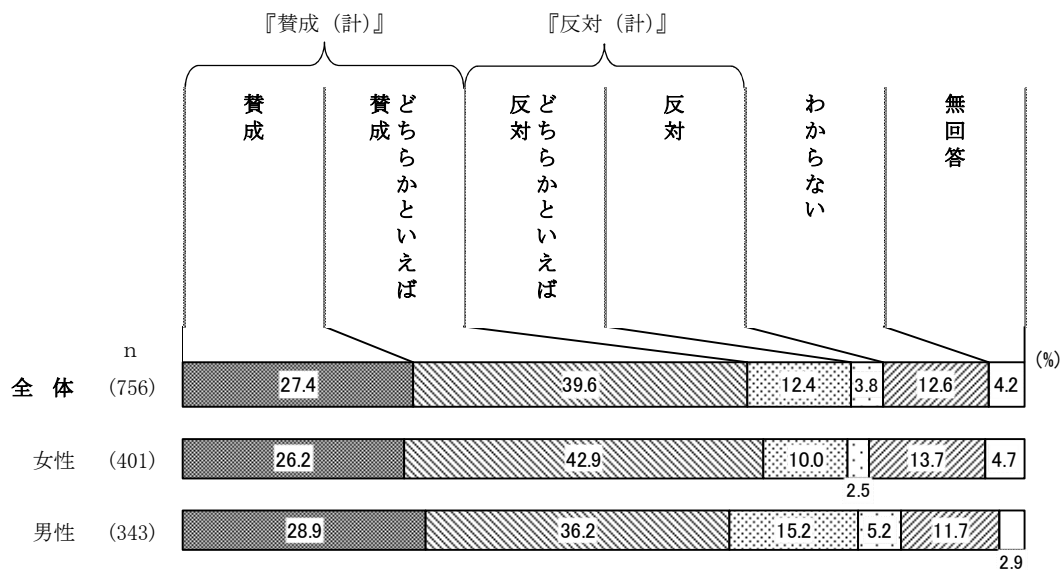 『賛成（計）』
『反対（計）』
賛成
どちらかといえば
賛成
どちらかといえば
反対
反対
わからない
無回答
n
(%)
全　体 (756) 27.4 39.6 12.4 3.8 12.6 4.2
女性 (401) 26.2 42.9 10.0 2.5 13.7 4.7
男性 (343) 28.9 36.2 15.2 5.2 11.7 2.9